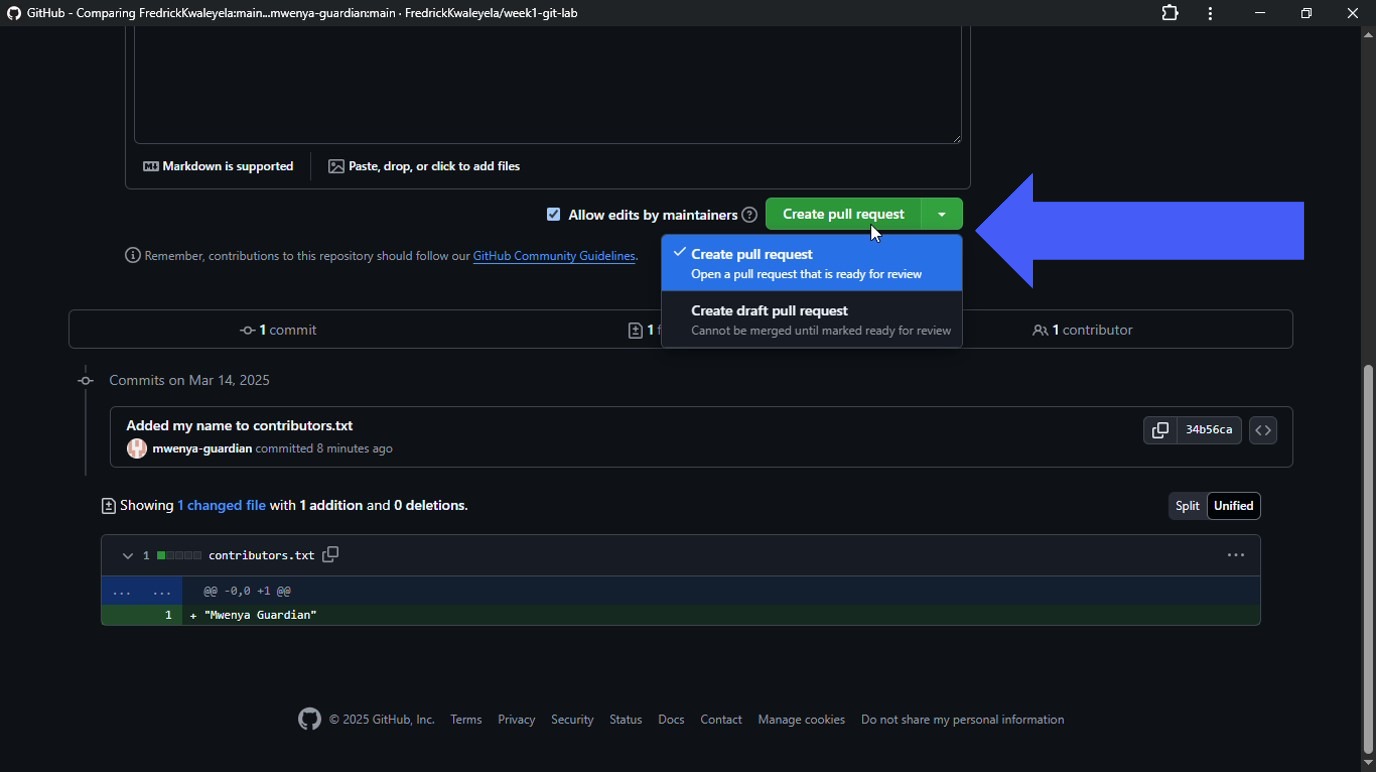 GitHub - Comparing FredrickKwaleyela:main...mwenya-guardian:main · FredrickKwaleyela/week1-git-lab
Markdown is supported
Paste, drop, or click to add files
Allow edits by maintainers
Create pull request
Remember, contributions to this repository should follow our GitHub Community Guidelines.
Create pull request
Open a pull request that is ready for review
Create draft pull request
Cannot be merged until marked ready for review
1 commit
1 f
1 contributor
Commits on Mar 14, 2025
Added my name to contributors.txt
mwenya-guardian committed 8 minutes ago
34b56ca
Showing 1 changed file with 1 addition and 0 deletions.
Split Unified
1 contributors.txt
... ... @@ -0,0 +1 @@
1 + "Mwenya Guardian"
© 2025 GitHub, Inc. Terms Privacy Security Status Docs Contact Manage cookies Do not share my personal information